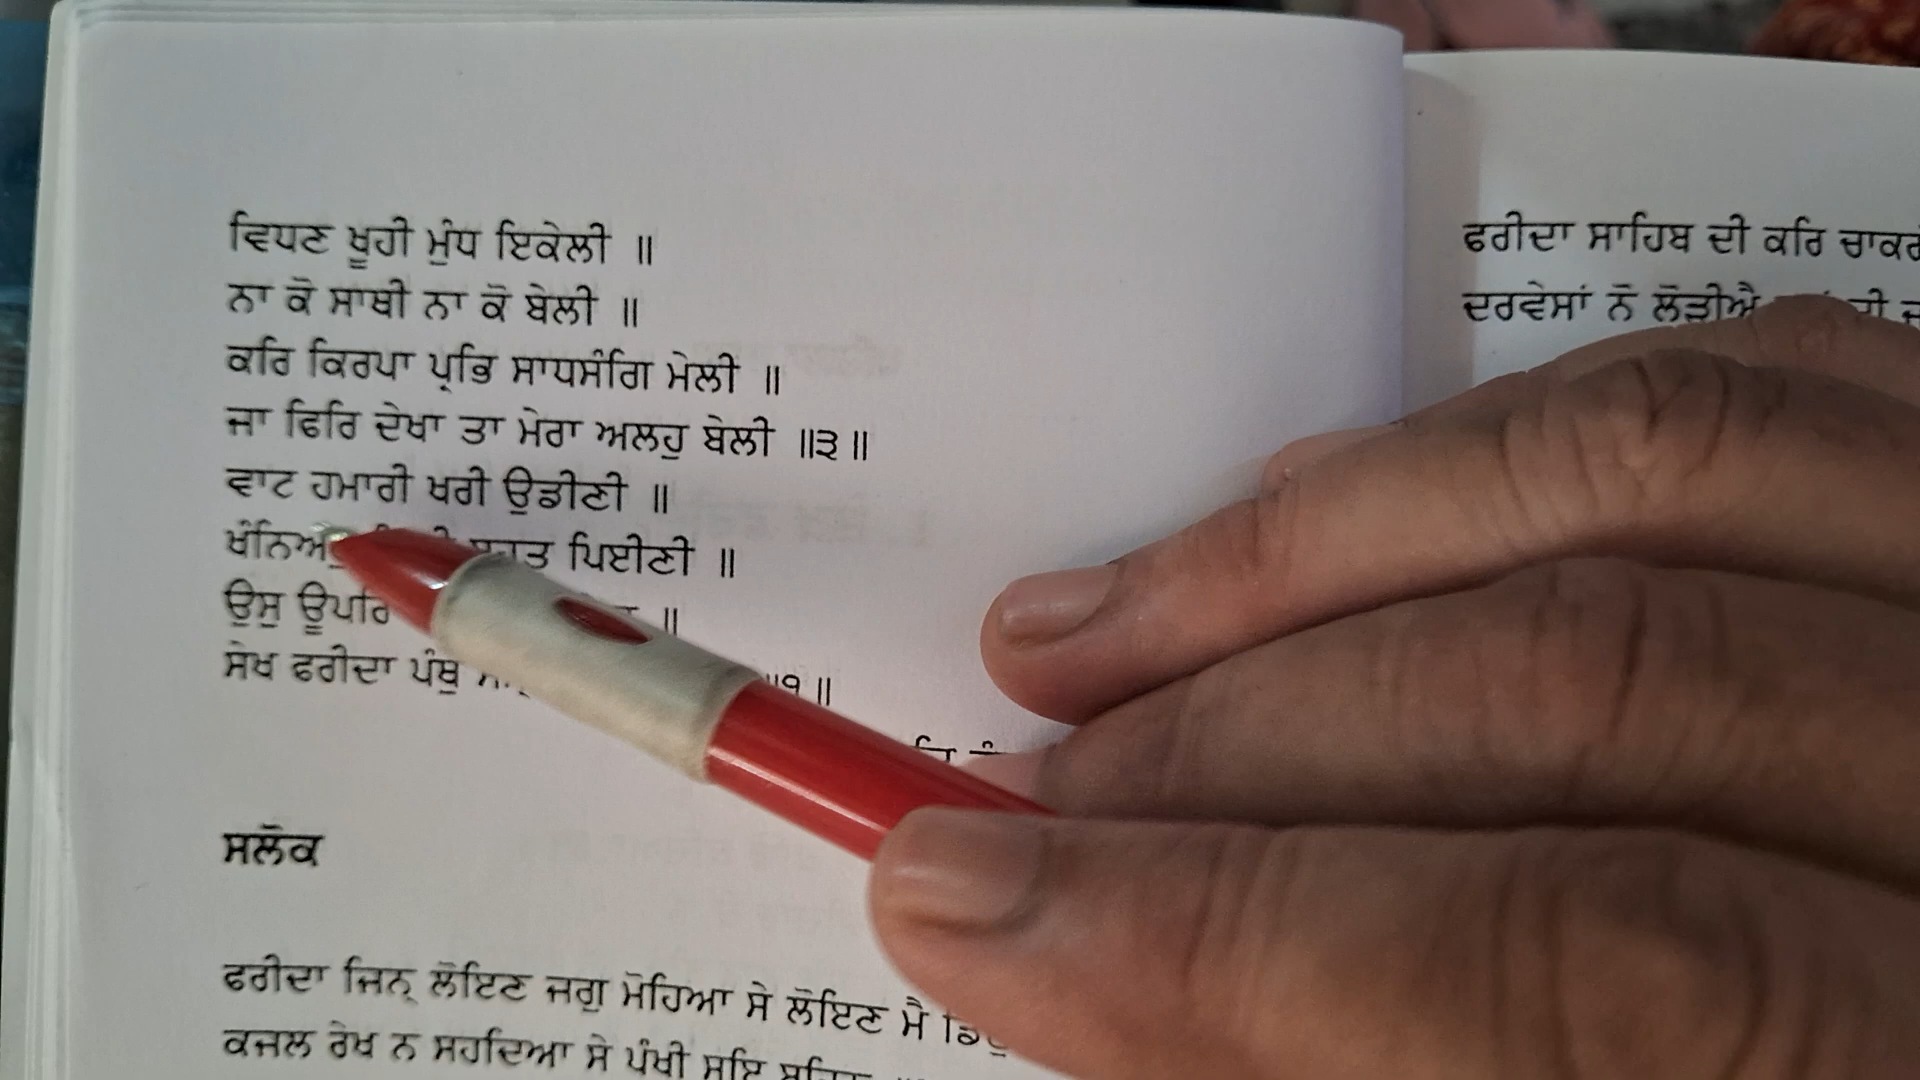 ਵਿਧਣ ਖੂਹੀ ਮੁੰਧ ਇਕੇਲੀ ॥
ਨਾ ਕੋ ਸਾਥੀ ਨਾ ਕੋ ਬੇਲੀ ॥
ਕਰਿ ਕਿਰਪਾ ਪ੍ਰਭਿ ਸਾਧਸੰਗਿ ਮੇਲੀ ॥
ਜਾ ਫਿਰਿ ਦੇਖਾ ਤਾ ਮੇਰਾ ਅਲਹੁ ਬੇਲੀ ॥੩॥
ਵਾਟ ਹਮਾਰੀ ਖਰੀ ਉਡੀਣੀ ॥
ਪਿਈਣੀ ॥
ਉਸੁ ਊਪਰਿ ॥
ਸੇਖ ਫਰੀਦਾ ਪੰਥੁ ॥੧॥
ਸਲੋਕ
ਫਰੀਦਾ ਜਿਨ੍ ਲੋਇਣ ਜਗੁ ਮੋਹਿਆ ਸੇ ਲੋਇਣ ਮੈ
ਕਜਲ ਰੇਖ ਨ ਸਹਦਿਆ ਸੇ ਪੰਖੀ
ਫਰੀਦਾ ਸਾਹਿਬ ਦੀ ਕਰਿ
ਦਰਵੇਸਾਂ ਨੋ ਲੋੜੀਐ